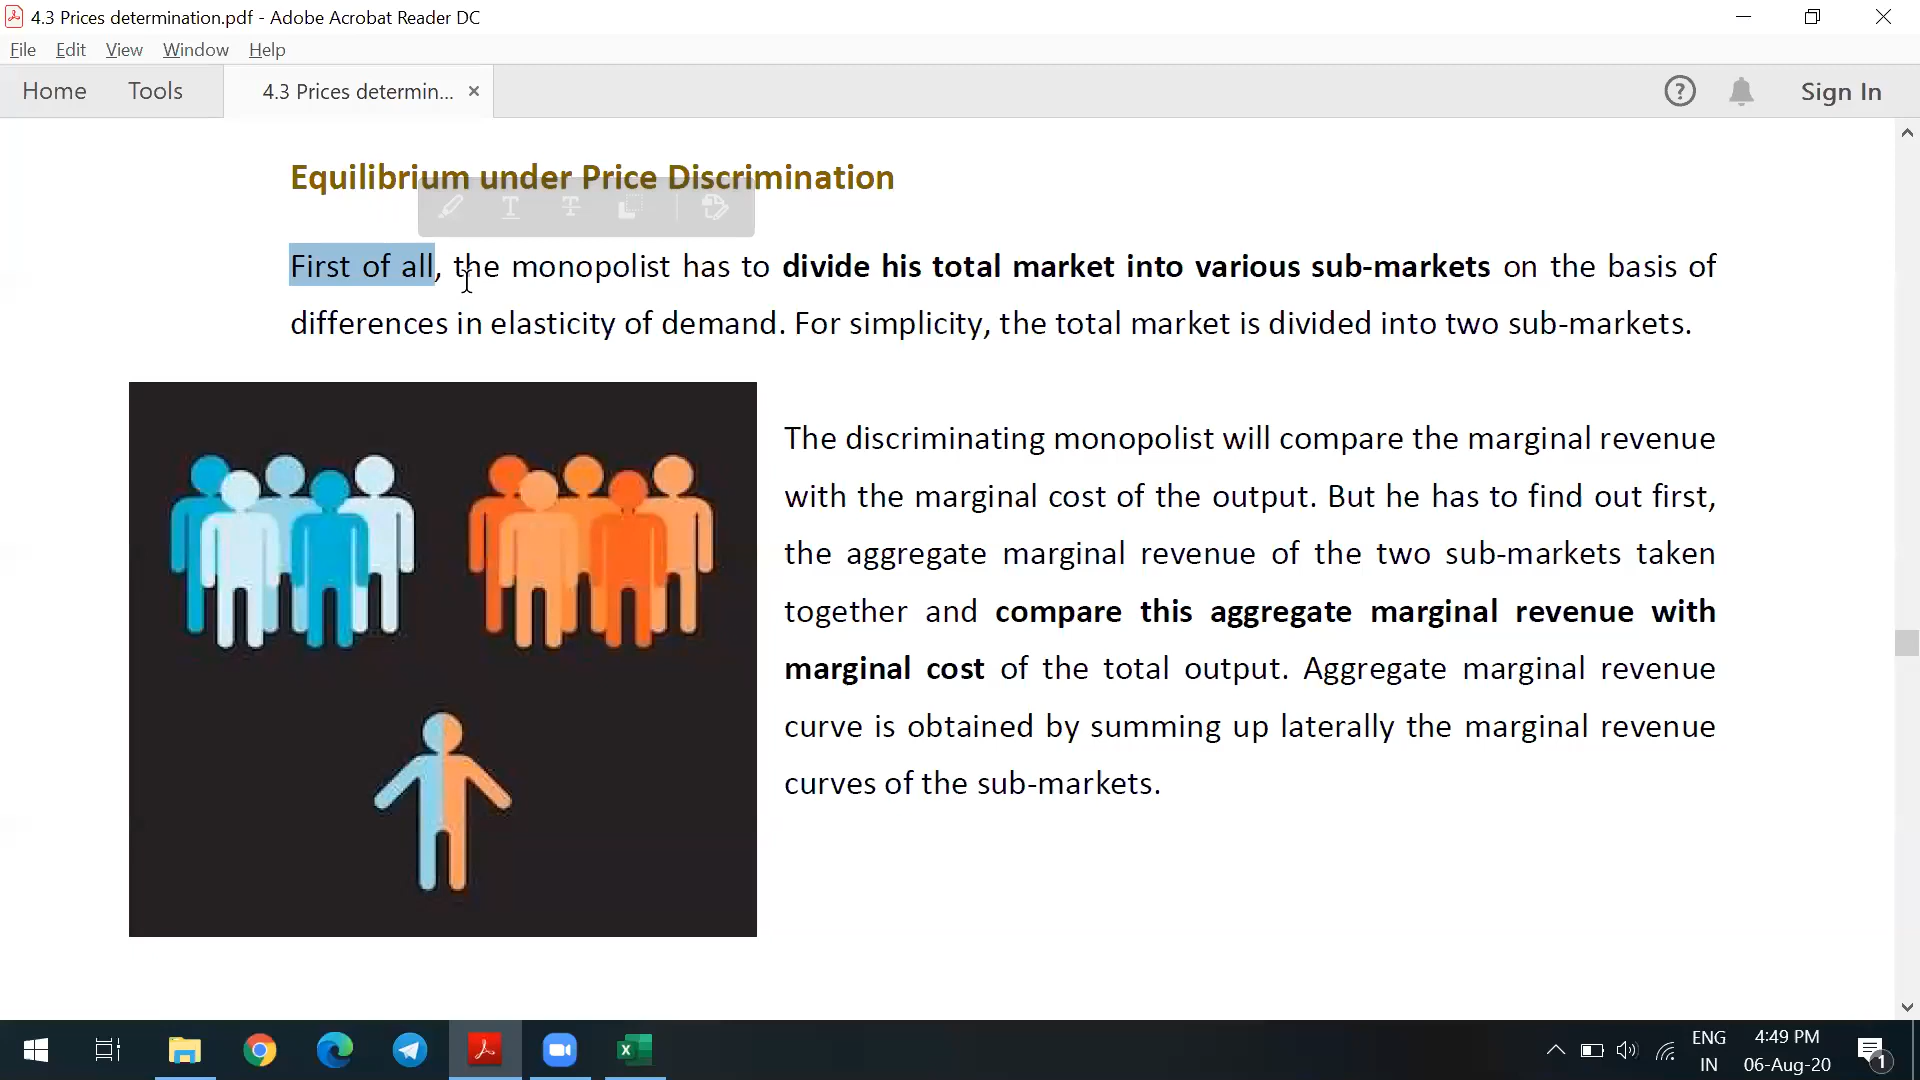 4.3 Prices determination.pdf - Adobe Acrobat Reader DC
File Edit View Window Help
Home Tools 4.3 Prices determin... × ? Sign In
Equilibrium under Price Discrimination
First of all, the monopolist has to divide his total market into various sub-markets on the basis of
differences in elasticity of demand. For simplicity, the total market is divided into two sub-markets.
The discriminating monopolist will compare the marginal revenue
with the marginal cost of the output. But he has to find out first,
the aggregate marginal revenue of the two sub-markets taken
together and compare this aggregate marginal revenue with
marginal cost of the total output. Aggregate marginal revenue
curve is obtained by summing up laterally the marginal revenue
curves of the sub-markets.
ENG 4:49 PM
IN 06-Aug-20 1